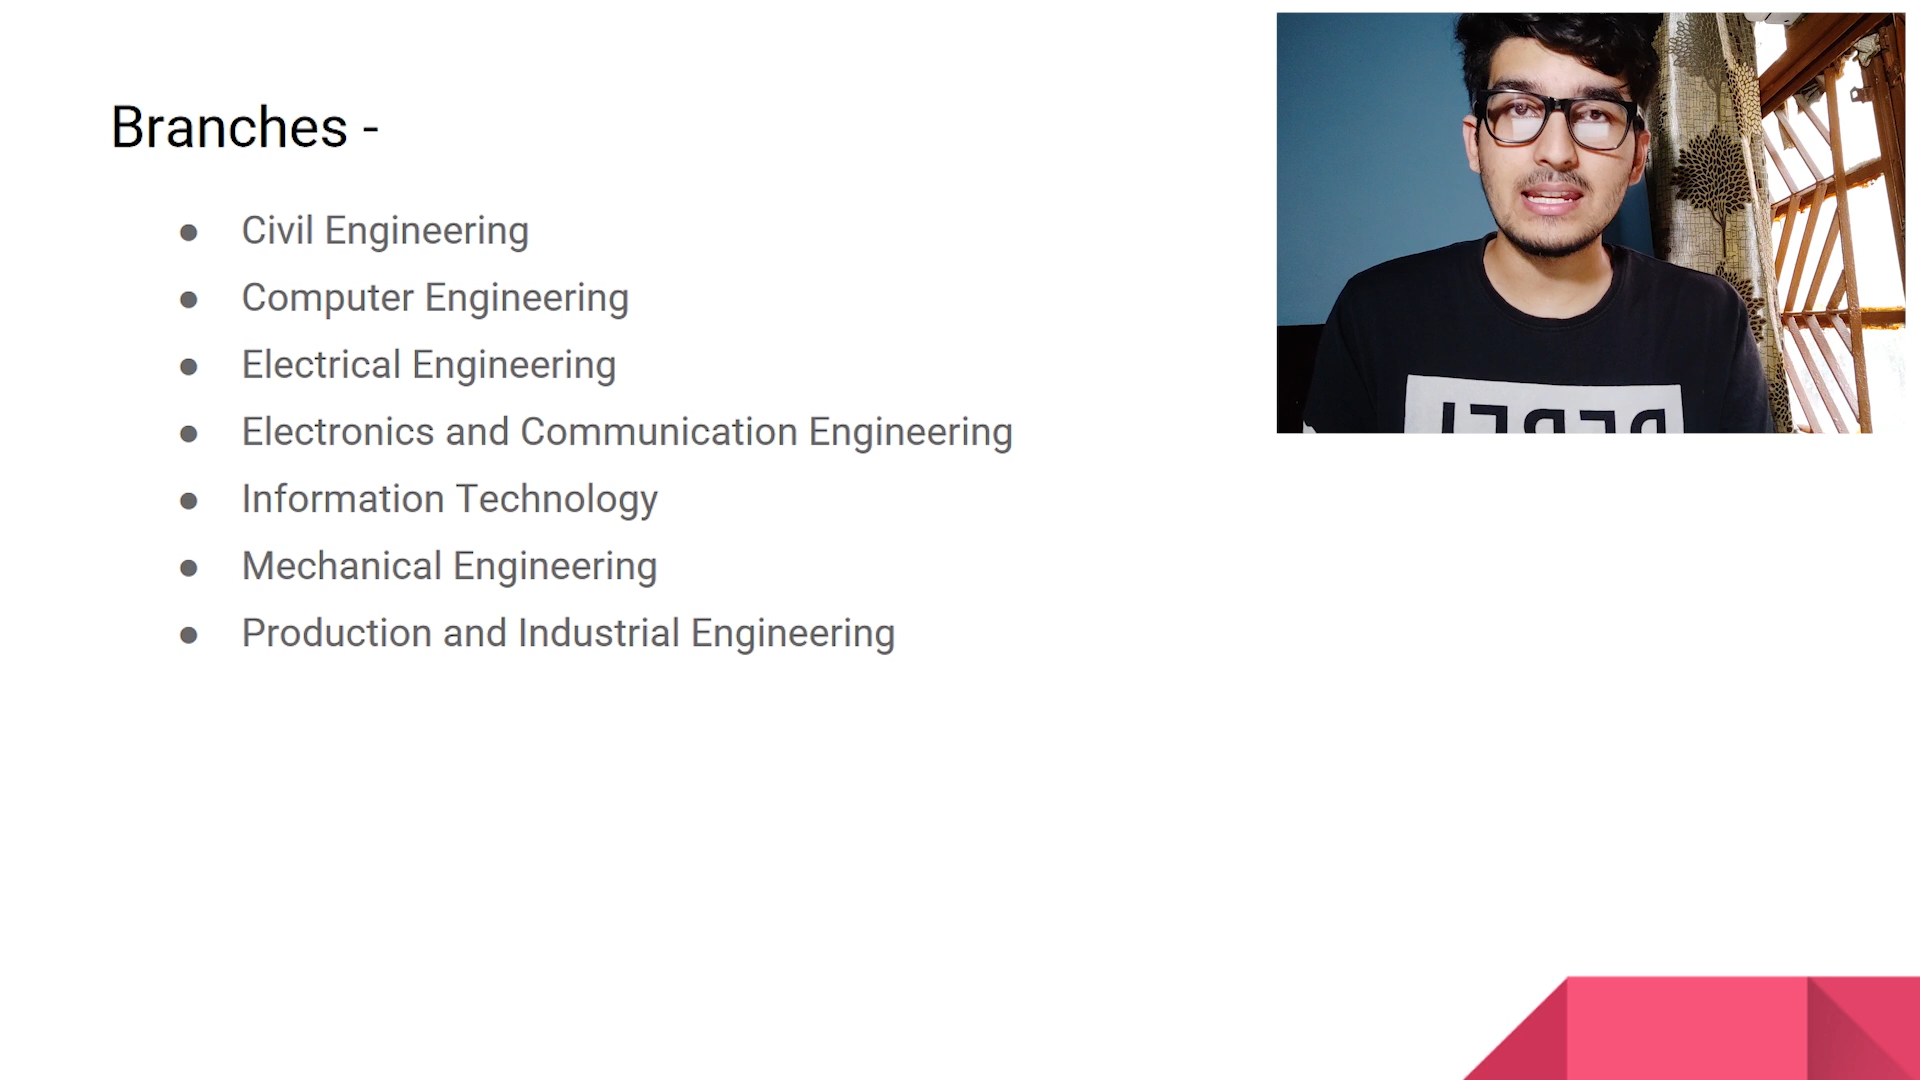 Branches -
● Civil Engineering
● Computer Engineering
● Electrical Engineering
● Electronics and Communication Engineering
● Information Technology
● Mechanical Engineering
● Production and Industrial Engineering